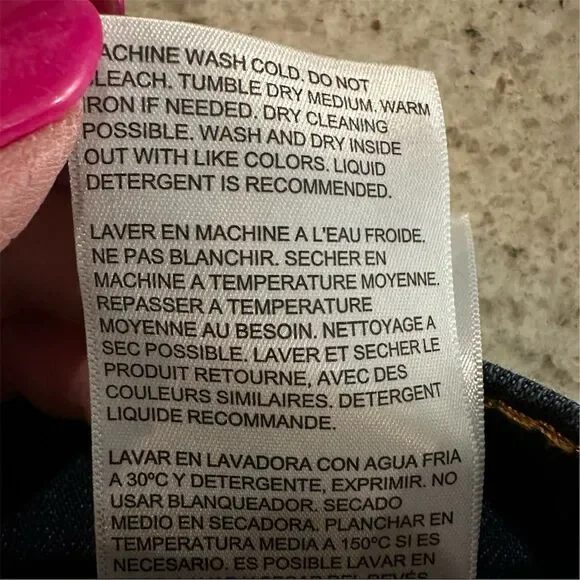 ACHINE WASH COLD. DO NOT
LEACH. TUMBLE DRY MEDIUM. WARM
IRON IF NEEDED. DRY CLEANING
POSSIBLE. WASH AND DRY INSIDE
OUT WITH LIKE COLORS. LIQUID
DETERGENT IS RECOMMENDED.
LAVER EN MACHINE A L'EAU FROIDE.
NE PAS BLANCHIR. SECHER EN
MACHINE A TEMPERATURE MOYENNE.
REPASSER A TEMPERATURE
MOYENNE AU BESOIN. NETTOYAGE A
SEC POSSIBLE. LAVER ET SECHER LE
PRODUIT RETOURNE, AVEC DES
COULEURS SIMILAIRES. DETERGENT
LIQUIDE RECOMMANDE.
LAVAR EN LAVADORA CON AGUA FRIA
A 30ºC Y DETERGENTE, EXPRIMIR. NO
USAR BLANQUEADOR. SECADO
MEDIO EN SECADORA. PLANCHAR EN
TEMPERATURA MEDIA A 150ºC SI ES
NECESARIO. ES POSIBLE LAVAR EN